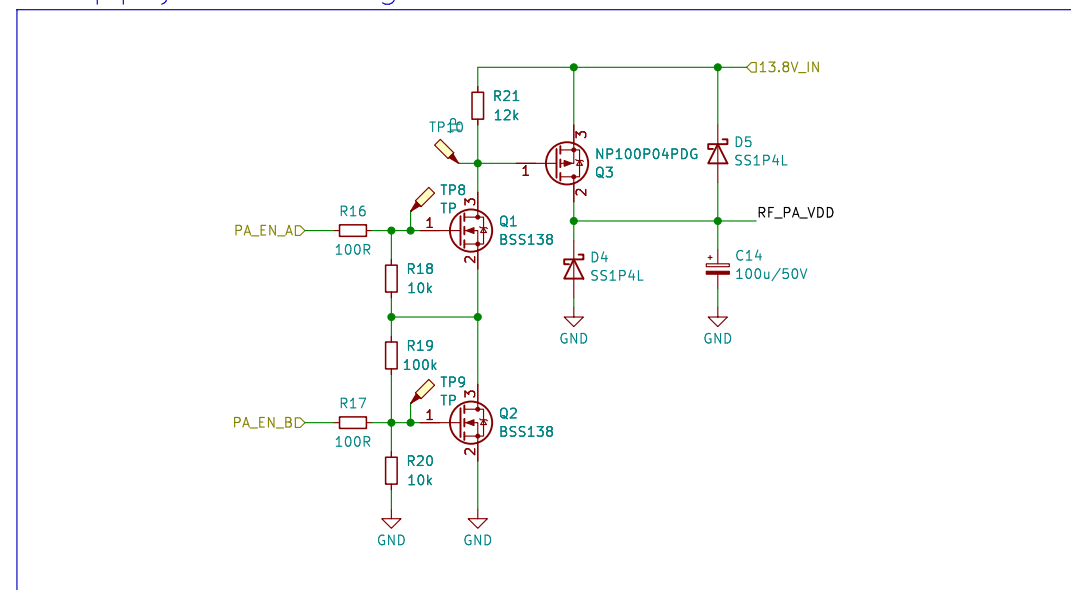 13.8V_IN
R21
12k
TP10
TP
3
NP100P04PDG
Q3
1
2
D5
SS1P4L
RF_PA_VDD
TP8
TP
3
R16
PA_EN_A
100R
1
Q1
BSS138
2
R18
10k
D4
SS1P4L
+
C14
100u/50V
GND
GND
R19
100k
TP9
TP
3
R17
PA_EN_B
100R
1
Q2
BSS138
2
R20
10k
GND
GND